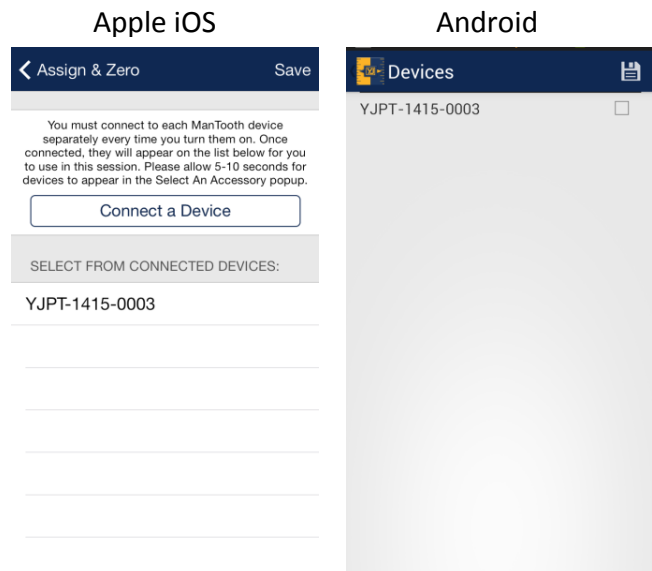 Apple iOS
Android
Assign & Zero
Save
You must connect to each ManTooth device
separately every time you turn them on. Once
connected, they will appear on the list below for you
to use in this session. Please allow 5-10 seconds for
devices to appear in the Select An Accessory popup.
Connect a Device
SELECT FROM CONNECTED DEVICES:
YJPT-1415-0003
Devices
YJPT-1415-0003